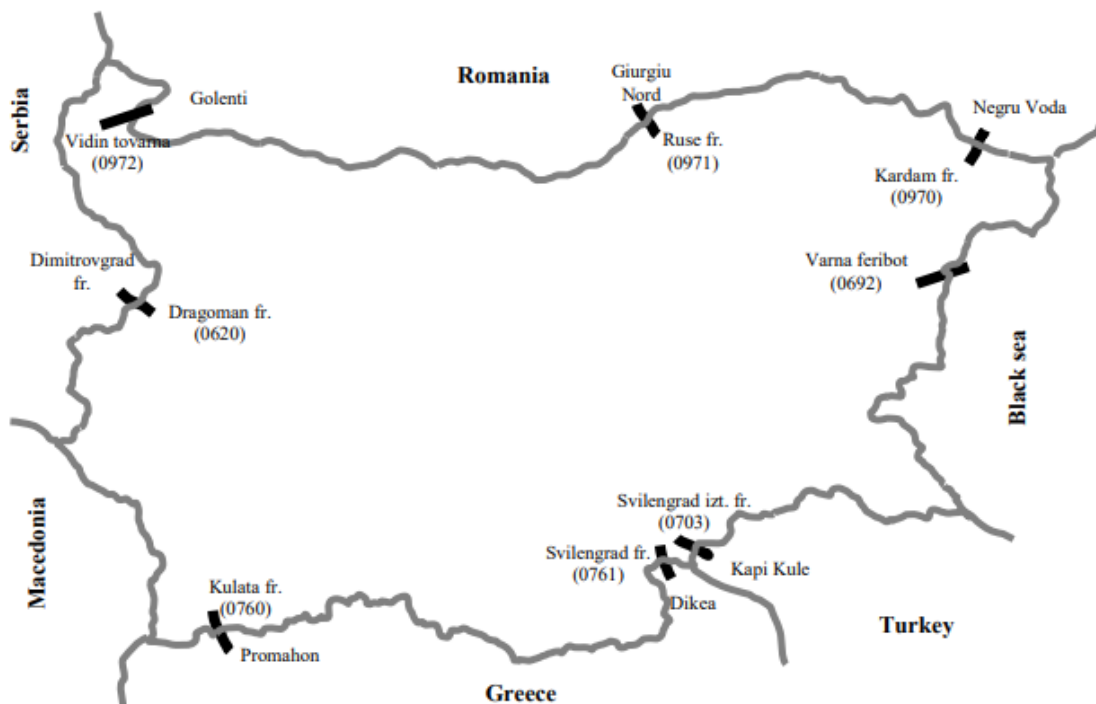 Romania
Giurgiu
Nord
Golenti
Negru Voda
Serbia
Vidin tovarna
(0972)
Ruse fr.
(0971)
Kardam fr.
(0970)
Dimitrovgrad
fr.
Varna feribot
(0692)
Dragoman fr.
(0620)
Black sea
Svilengrad izt. fr.
(0703)
Macedonia
Svilengrad fr.
(0761)
Kapi Kule
Kulata fr.
(0760)
Dikea
Turkey
Promahon
Greece